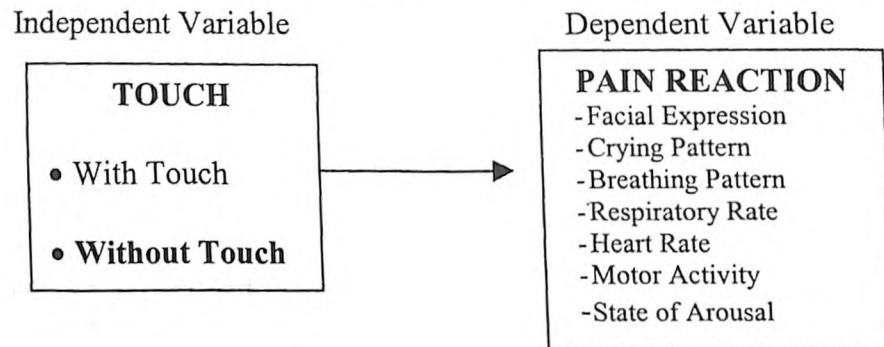 Independent Variable
TOUCH
• With Touch
• Without Touch
Dependent Variable
PAIN REACTION
-Facial Expression
-Crying Pattern
-Breathing Pattern
-Respiratory Rate
-Heart Rate
-Motor Activity
-State of Arousal